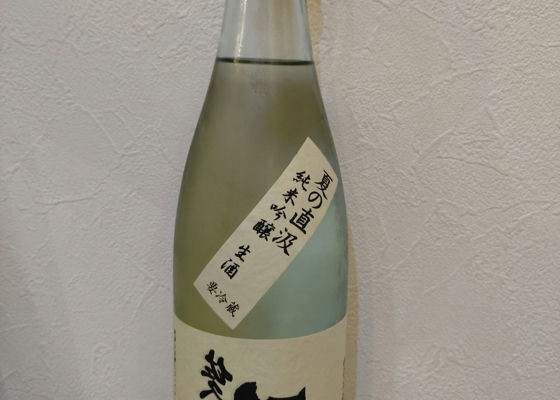 夏の直汲
純米吟醸 生酒
要冷蔵